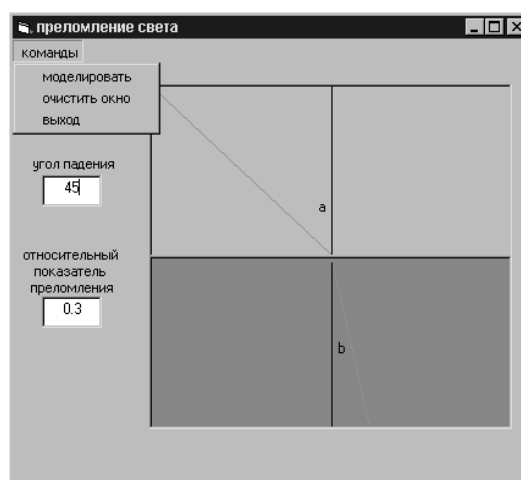 преломление света
команды
моделировать
очистить окно
выход
угол падения
45
a
относительный
показатель
преломления
0.3
b